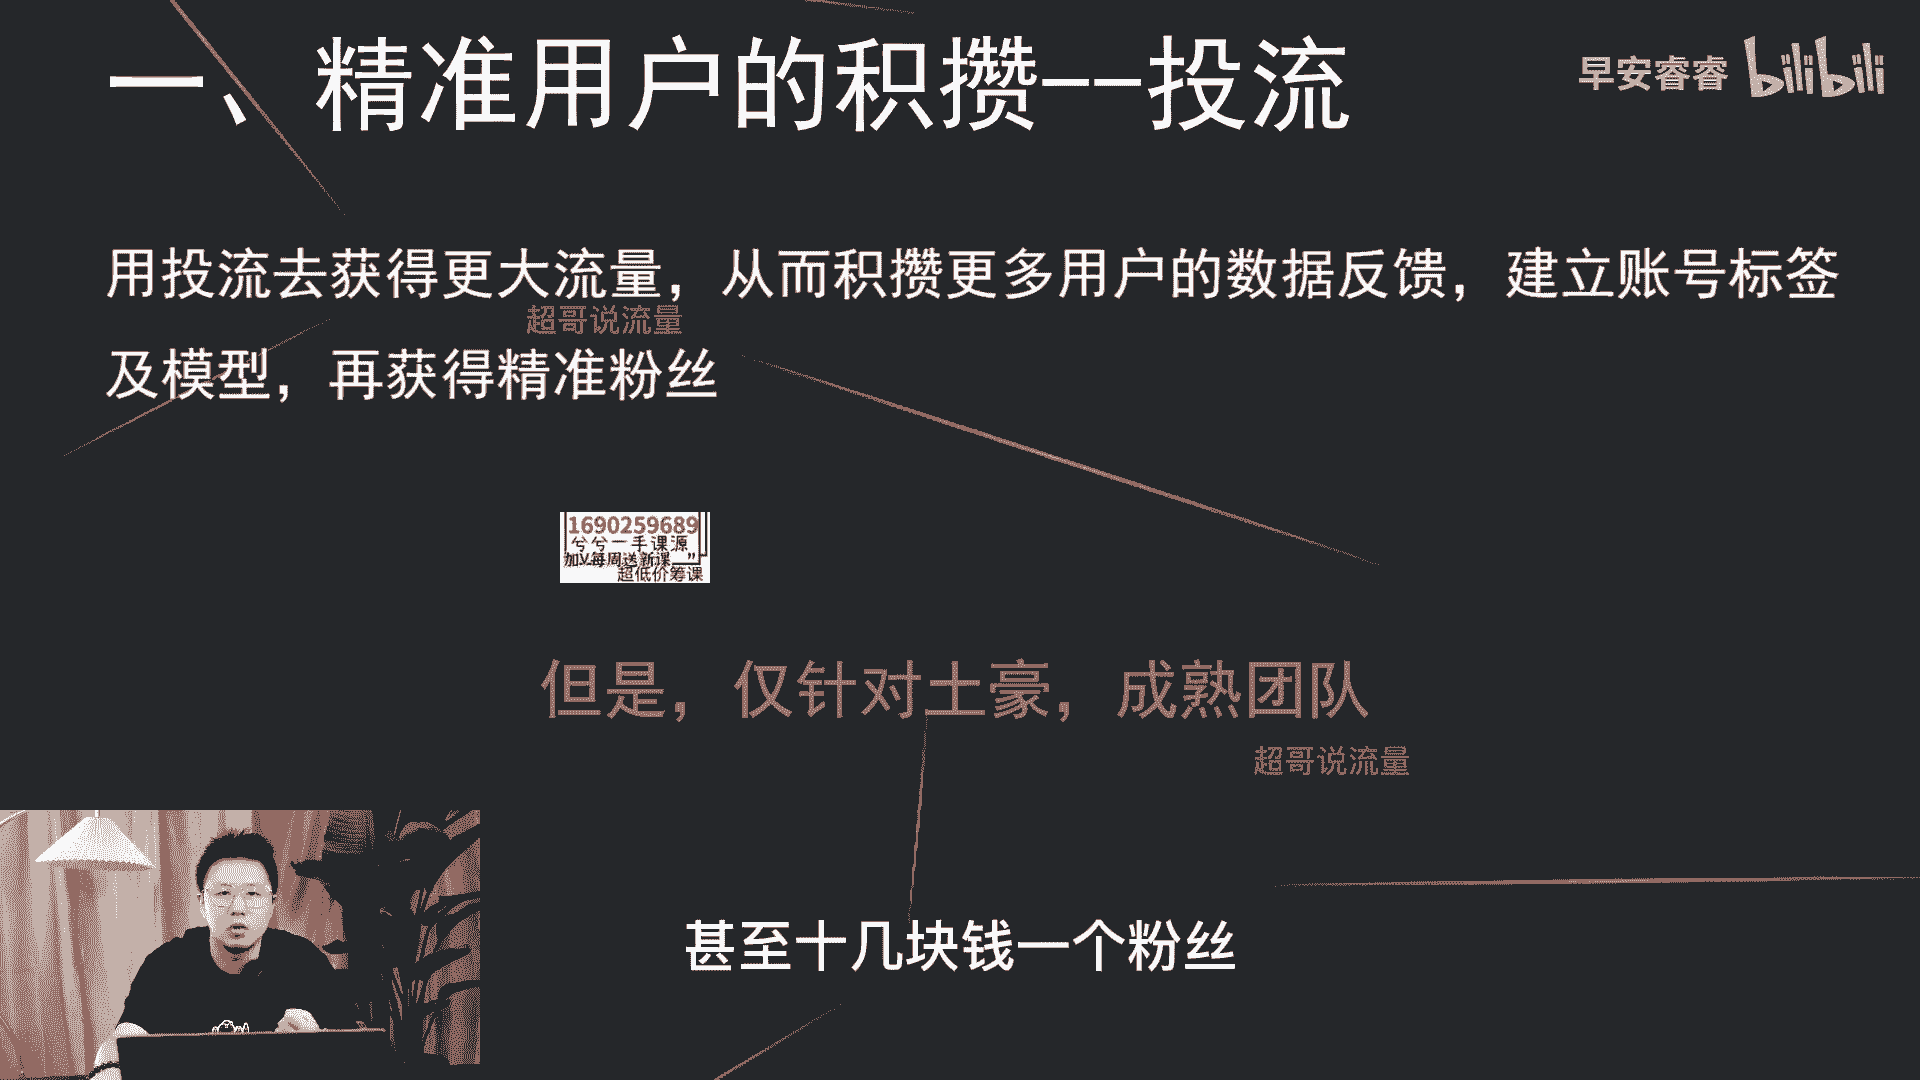 一、精准用户的积攒--投流
早安睿睿 bilibili
用投流去获得更大流量，从而积攒更多用户的数据反馈，建立账号标签
超哥说流量
及模型，再获得精准粉丝
1690259689
兮兮一手课源
加V每周送新课
超低价筹课
但是，仅针对土豪，成熟团队
超哥说流量
甚至十几块钱一个粉丝